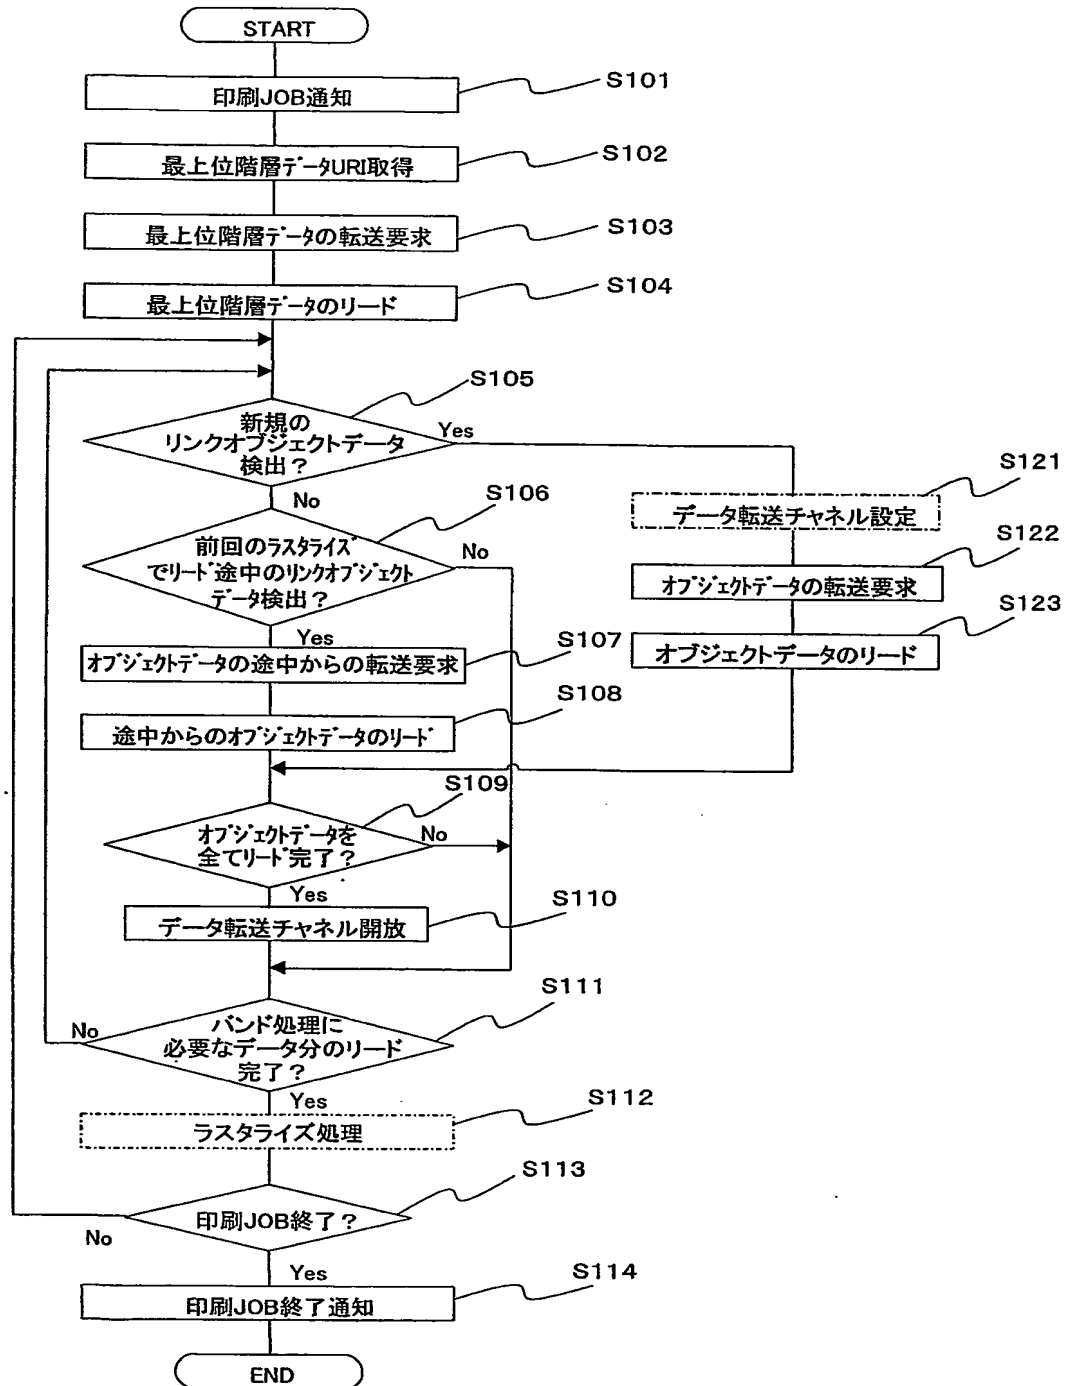 START
S101
印刷JOB通知
S102
最上位階層データURI取得
S103
最上位階層データの転送要求
S104
最上位階層データのリード
S105
新規の
リンクオブジェクトデータ
検出？
Yes
No
S121
データ転送チャネル設定
S122
オブジェクトデータの転送要求
S123
オブジェクトデータのリード
S106
前回のラスタライズ
でリード途中のリンクオブジェクト
データ検出？
No
Yes
S107
オブジェクトデータの途中からの転送要求
S108
途中からのオブジェクトデータのリード
S109
オブジェクトデータを
全てリード完了？
No
Yes
S110
データ転送チャネル開放
S111
バンド処理に
必要なデータ分のリード
完了？
No
Yes
S112
ラスタライズ処理
S113
印刷JOB終了？
No
Yes
S114
印刷JOB終了通知
END